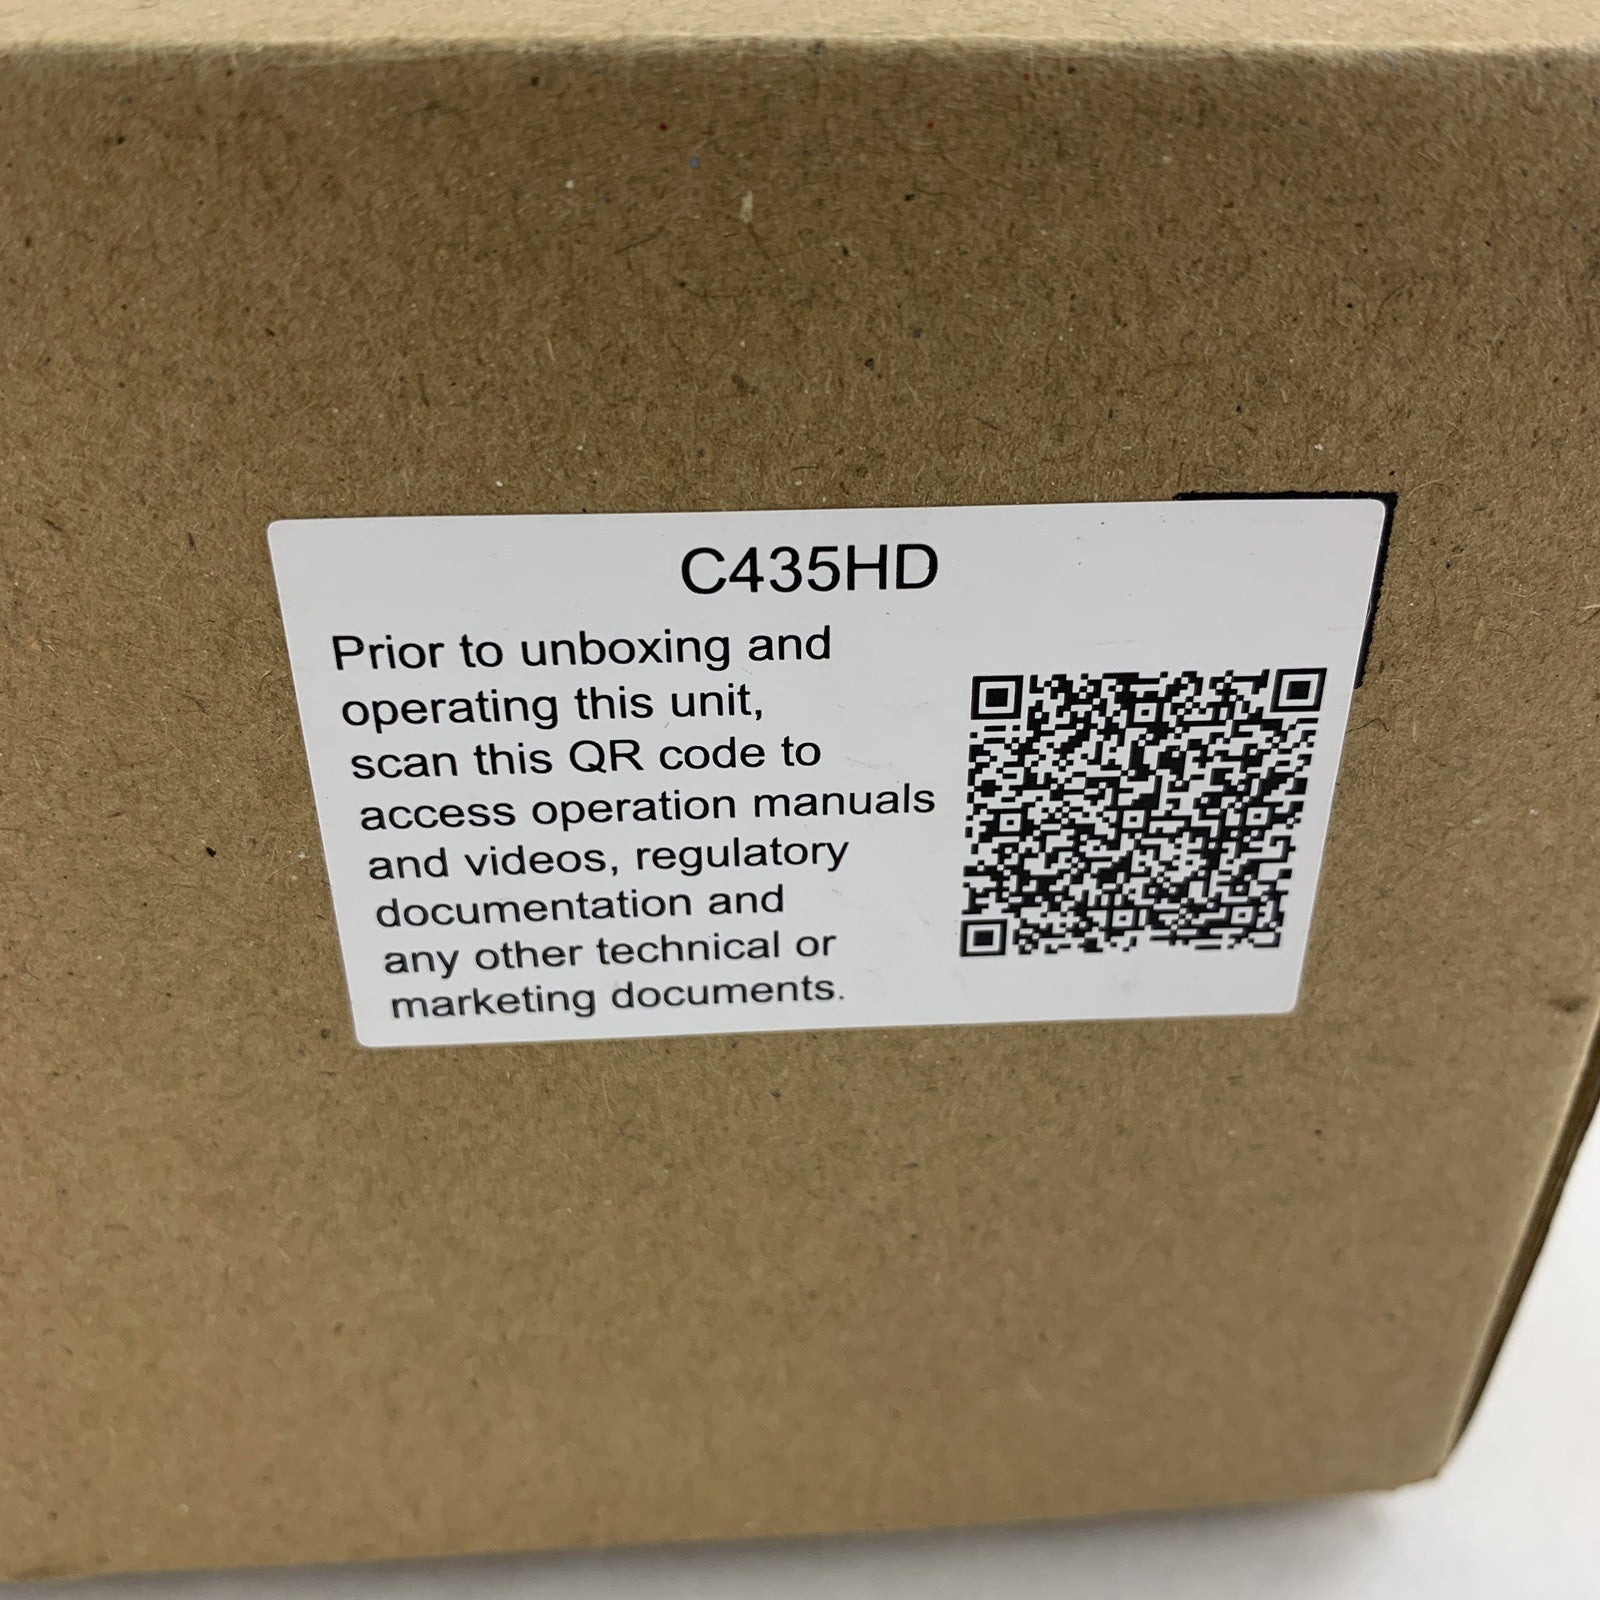 C435HD
Prior to unboxing and
operating this unit,
scan this QR code to
access operation manuals
and videos, regulatory
documentation and
any other technical or
marketing documents.